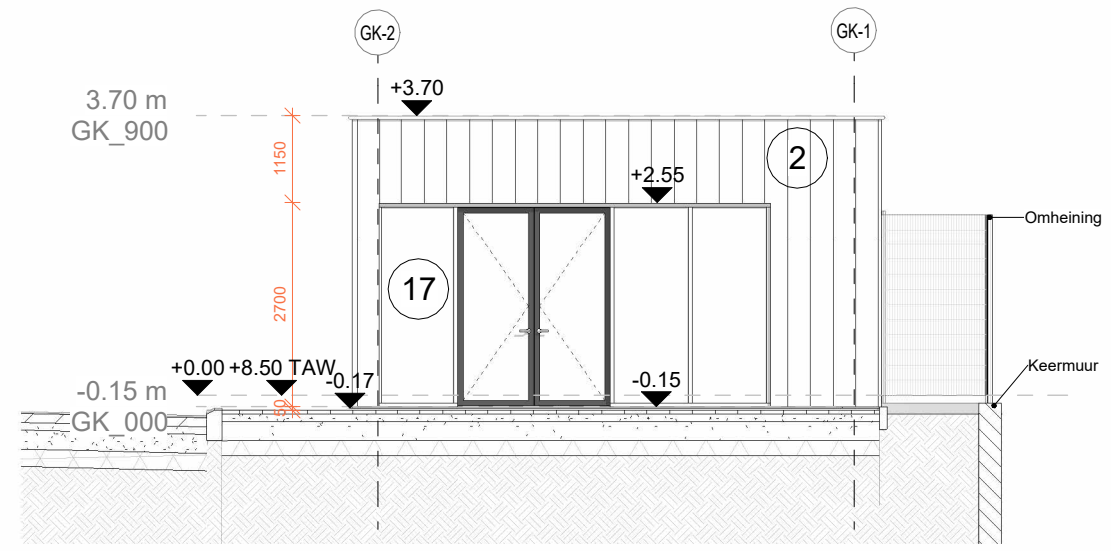 GK-2
GK-1
+3.70
3.70 m
GK_900
1150
2
+2.55
Omheining
17
2700
+0.00 +8.50 TAW
-0.17
-0.15
Keermuur
-0.15 m
50
GK_000